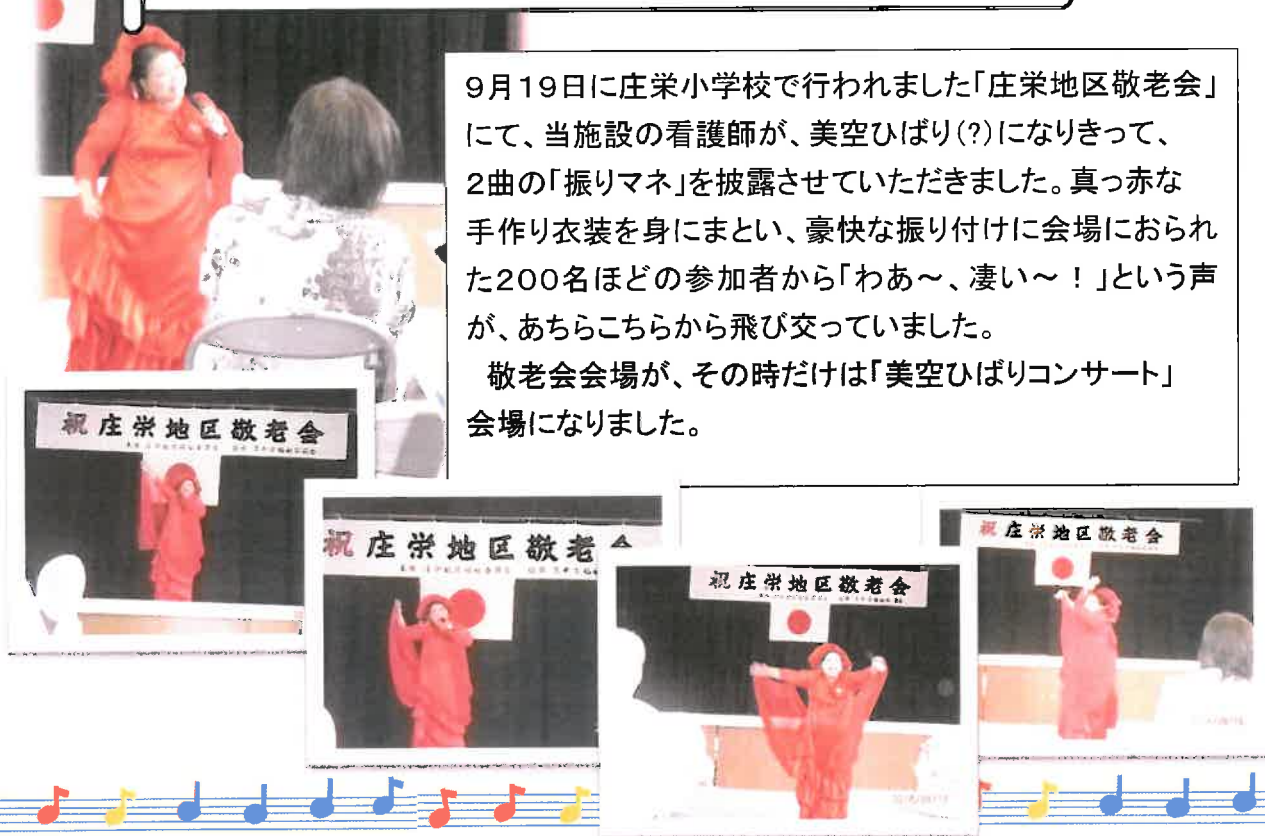 9月19日に庄栄小学校で行われました「庄栄地区敬老会」
にて、当施設の看護師が、美空ひばり(?)になりきって、
2曲の「振りマネ」を披露させていただきました。真っ赤な
手作り衣装を身にまとい、豪快な振り付けに会場におられ
た200名ほどの参加者から「わあ～、凄い～！」という声
が、あちらこちらから飛び交っていました。
敬老会会場が、その時だけは「美空ひばりコンサート」
会場になりました。
祝庄栄地区敬老会
祝庄栄地区敬老会
祝庄栄地区敬老会
祝庄栄地区敬老会